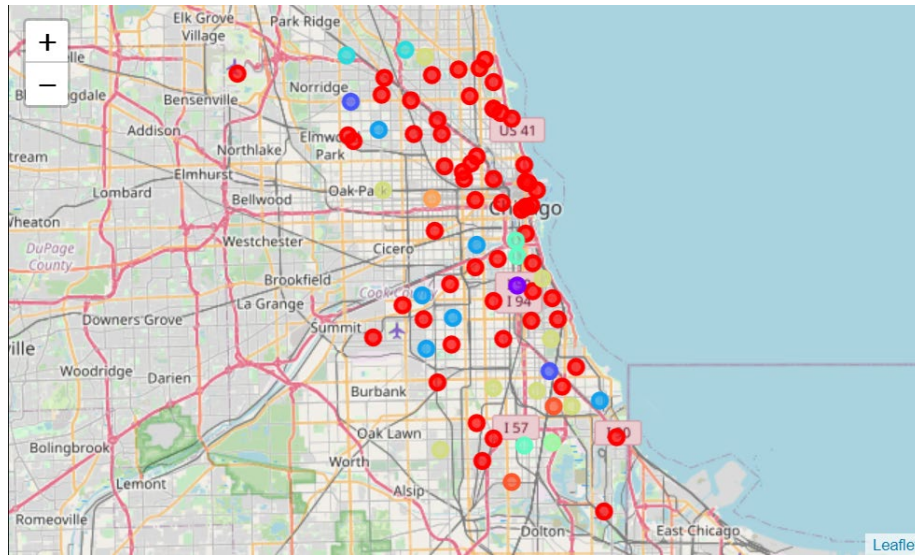 Elk Grove
Village
Park Ridge
+
−
Norridge
Bensenville
Addison
US 41
Elmwood
Park
Northlake
Elmhurst
Lombard
Oak Park
Bellwood
Wheaton
Chicago
DuPage
County
Westchester
Cicero
Brookfield
La Grange
I 94
Downers Grove
Summit
Woodridge
Darien
Burbank
I 57
Oak Lawn
Bolingbrook
Worth
Lemont
Alsip
Romeoville
Dolton
East Chicago
Leafle